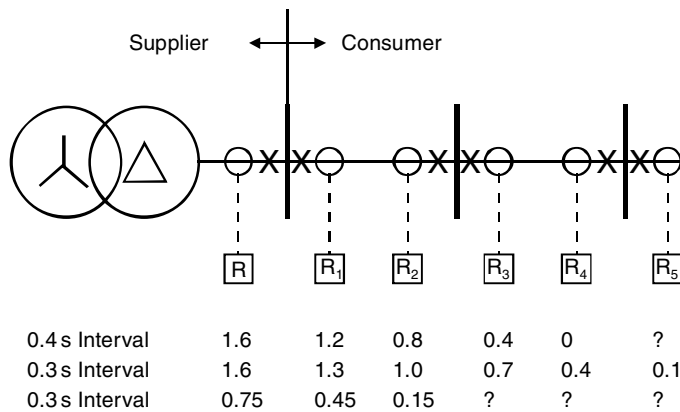 Supplier Consumer
R R₁ R₂ R₃ R₄ R₅
0.4 s Interval 1.6 1.2 0.8 0.4 0 ?
0.3 s Interval 1.6 1.3 1.0 0.7 0.4 0.1
0.3 s Interval 0.75 0.45 0.15 ? ? ?